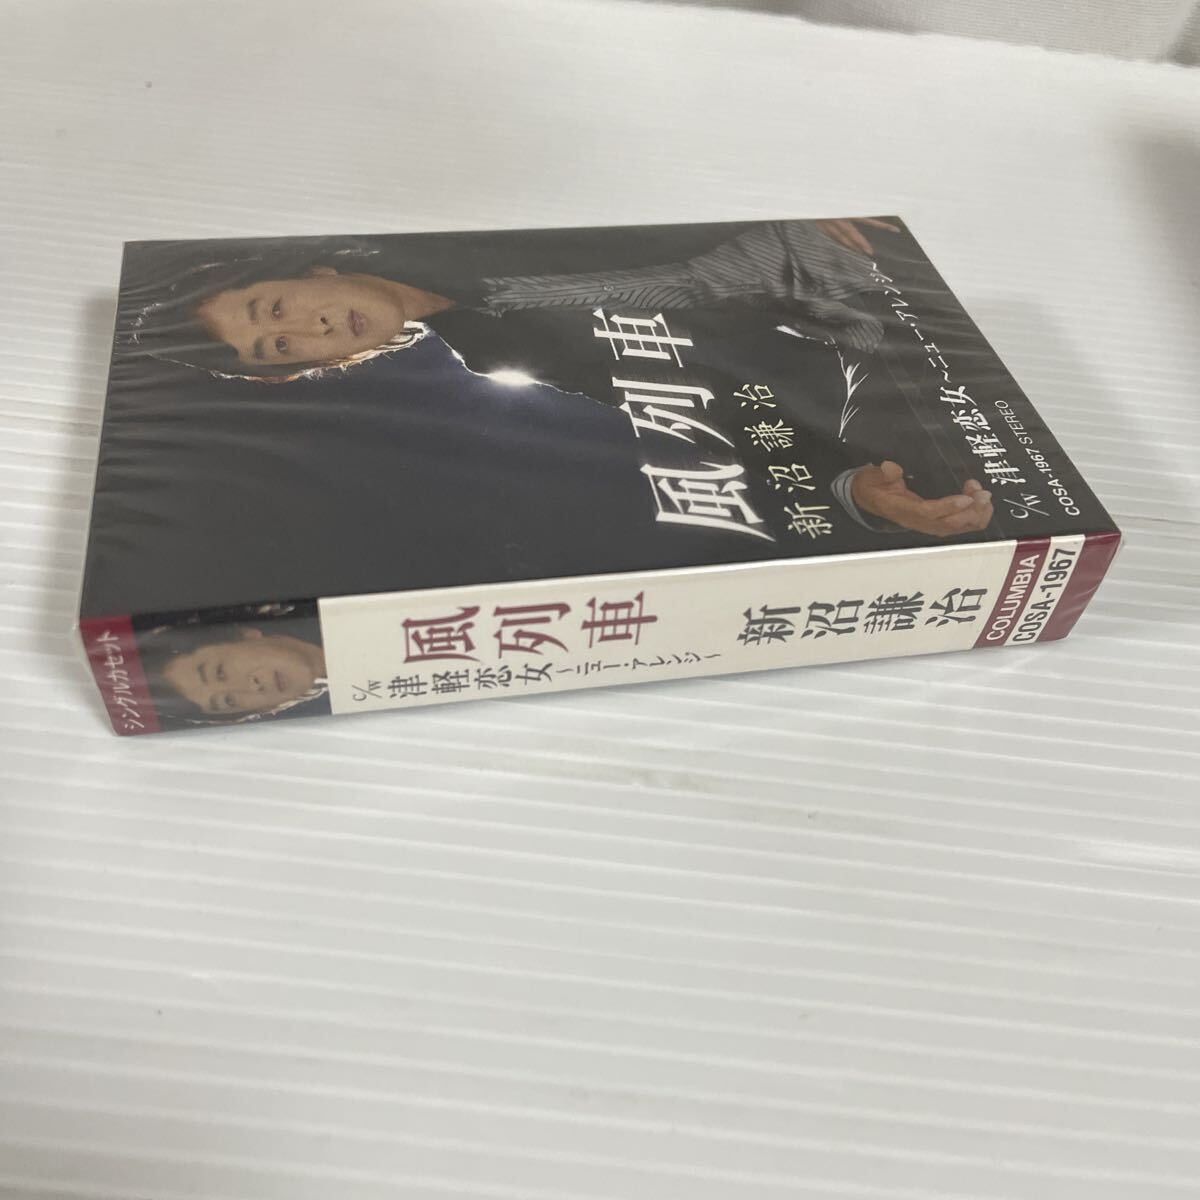 風列車
新沼謙治
C/W 津軽恋女~ニュー・アレンジ~
COSA-1967 STEREO
シングルカセット
風列車
C/W 津軽恋女~ニュー・アレンジ~
新沼謙治
COLUMBIA
COSA-1967